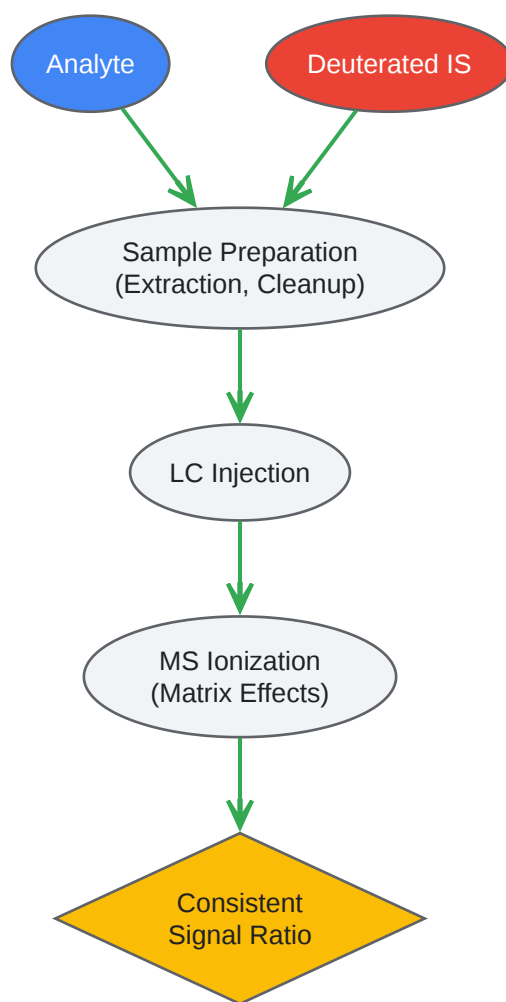 Analyte
Deuterated IS
Sample Preparation
(Extraction, Cleanup)
LC Injection
MS Ionization
(Matrix Effects)
Consistent
Signal Ratio